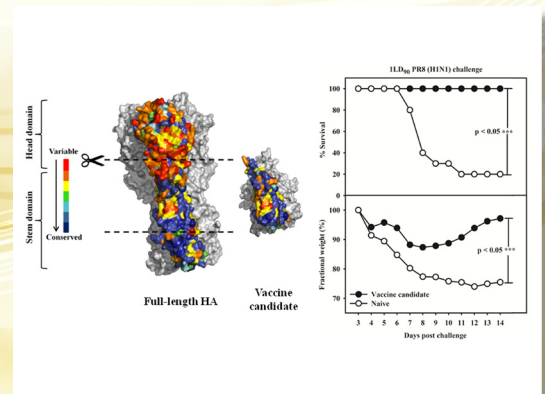 1LD90 PR8 (H1N1) challenge
Head domain
Stem domain
Variable
Conserved
Full-length HA
Vaccine
candidate
% Survival
100
80
60
40
20
0
p < 0.05 ***
Fractional weight (%)
100
90
80
70
p < 0.05 ***
Vaccine candidate
Naive
3 4 5 6 7 8 9 10 11 12 13 14
Days post challenge